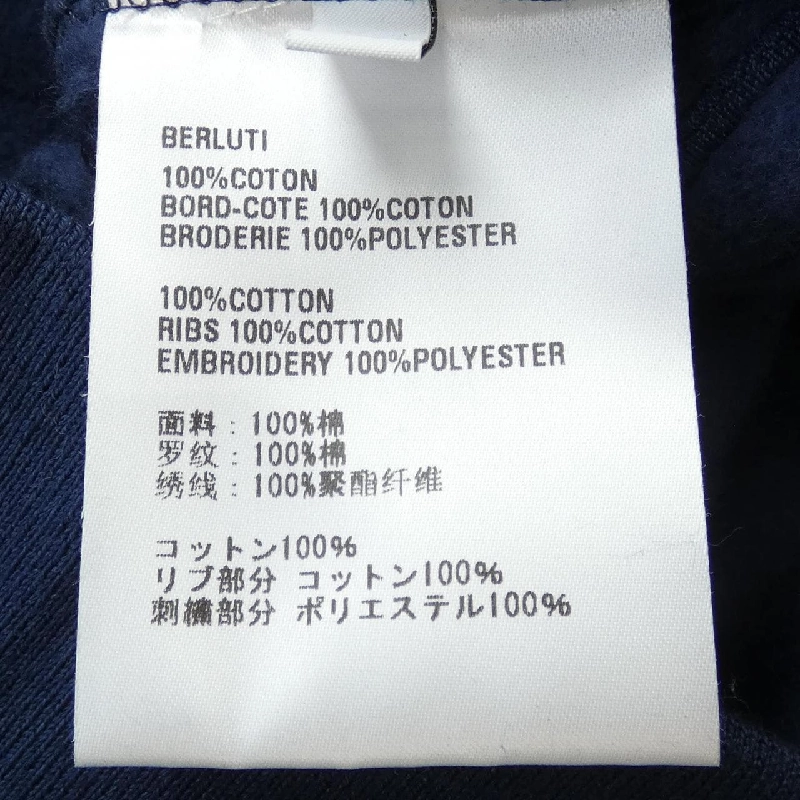 BERLUTI
100%COTON
BORD-COTE 100%COTON
BRODERIE 100%POLYESTER
100%COTTON
RIBS 100%COTTON
EMBROIDERY 100%POLYESTER
面料：100%棉
罗纹：100%棉
绣线：100%聚酯纤维
コットン100%
リブ部分 コットン100%
刺繍部分 ポリエステル100%